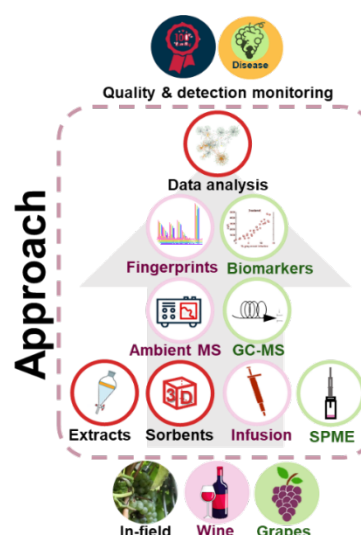 Disease
Quality & detection monitoring
Approach
Data analysis
Fingerprints Biomarkers
Ambient MS GC-MS
Extracts Sorbents Infusion SPME
3D
In-field Wine Grapes